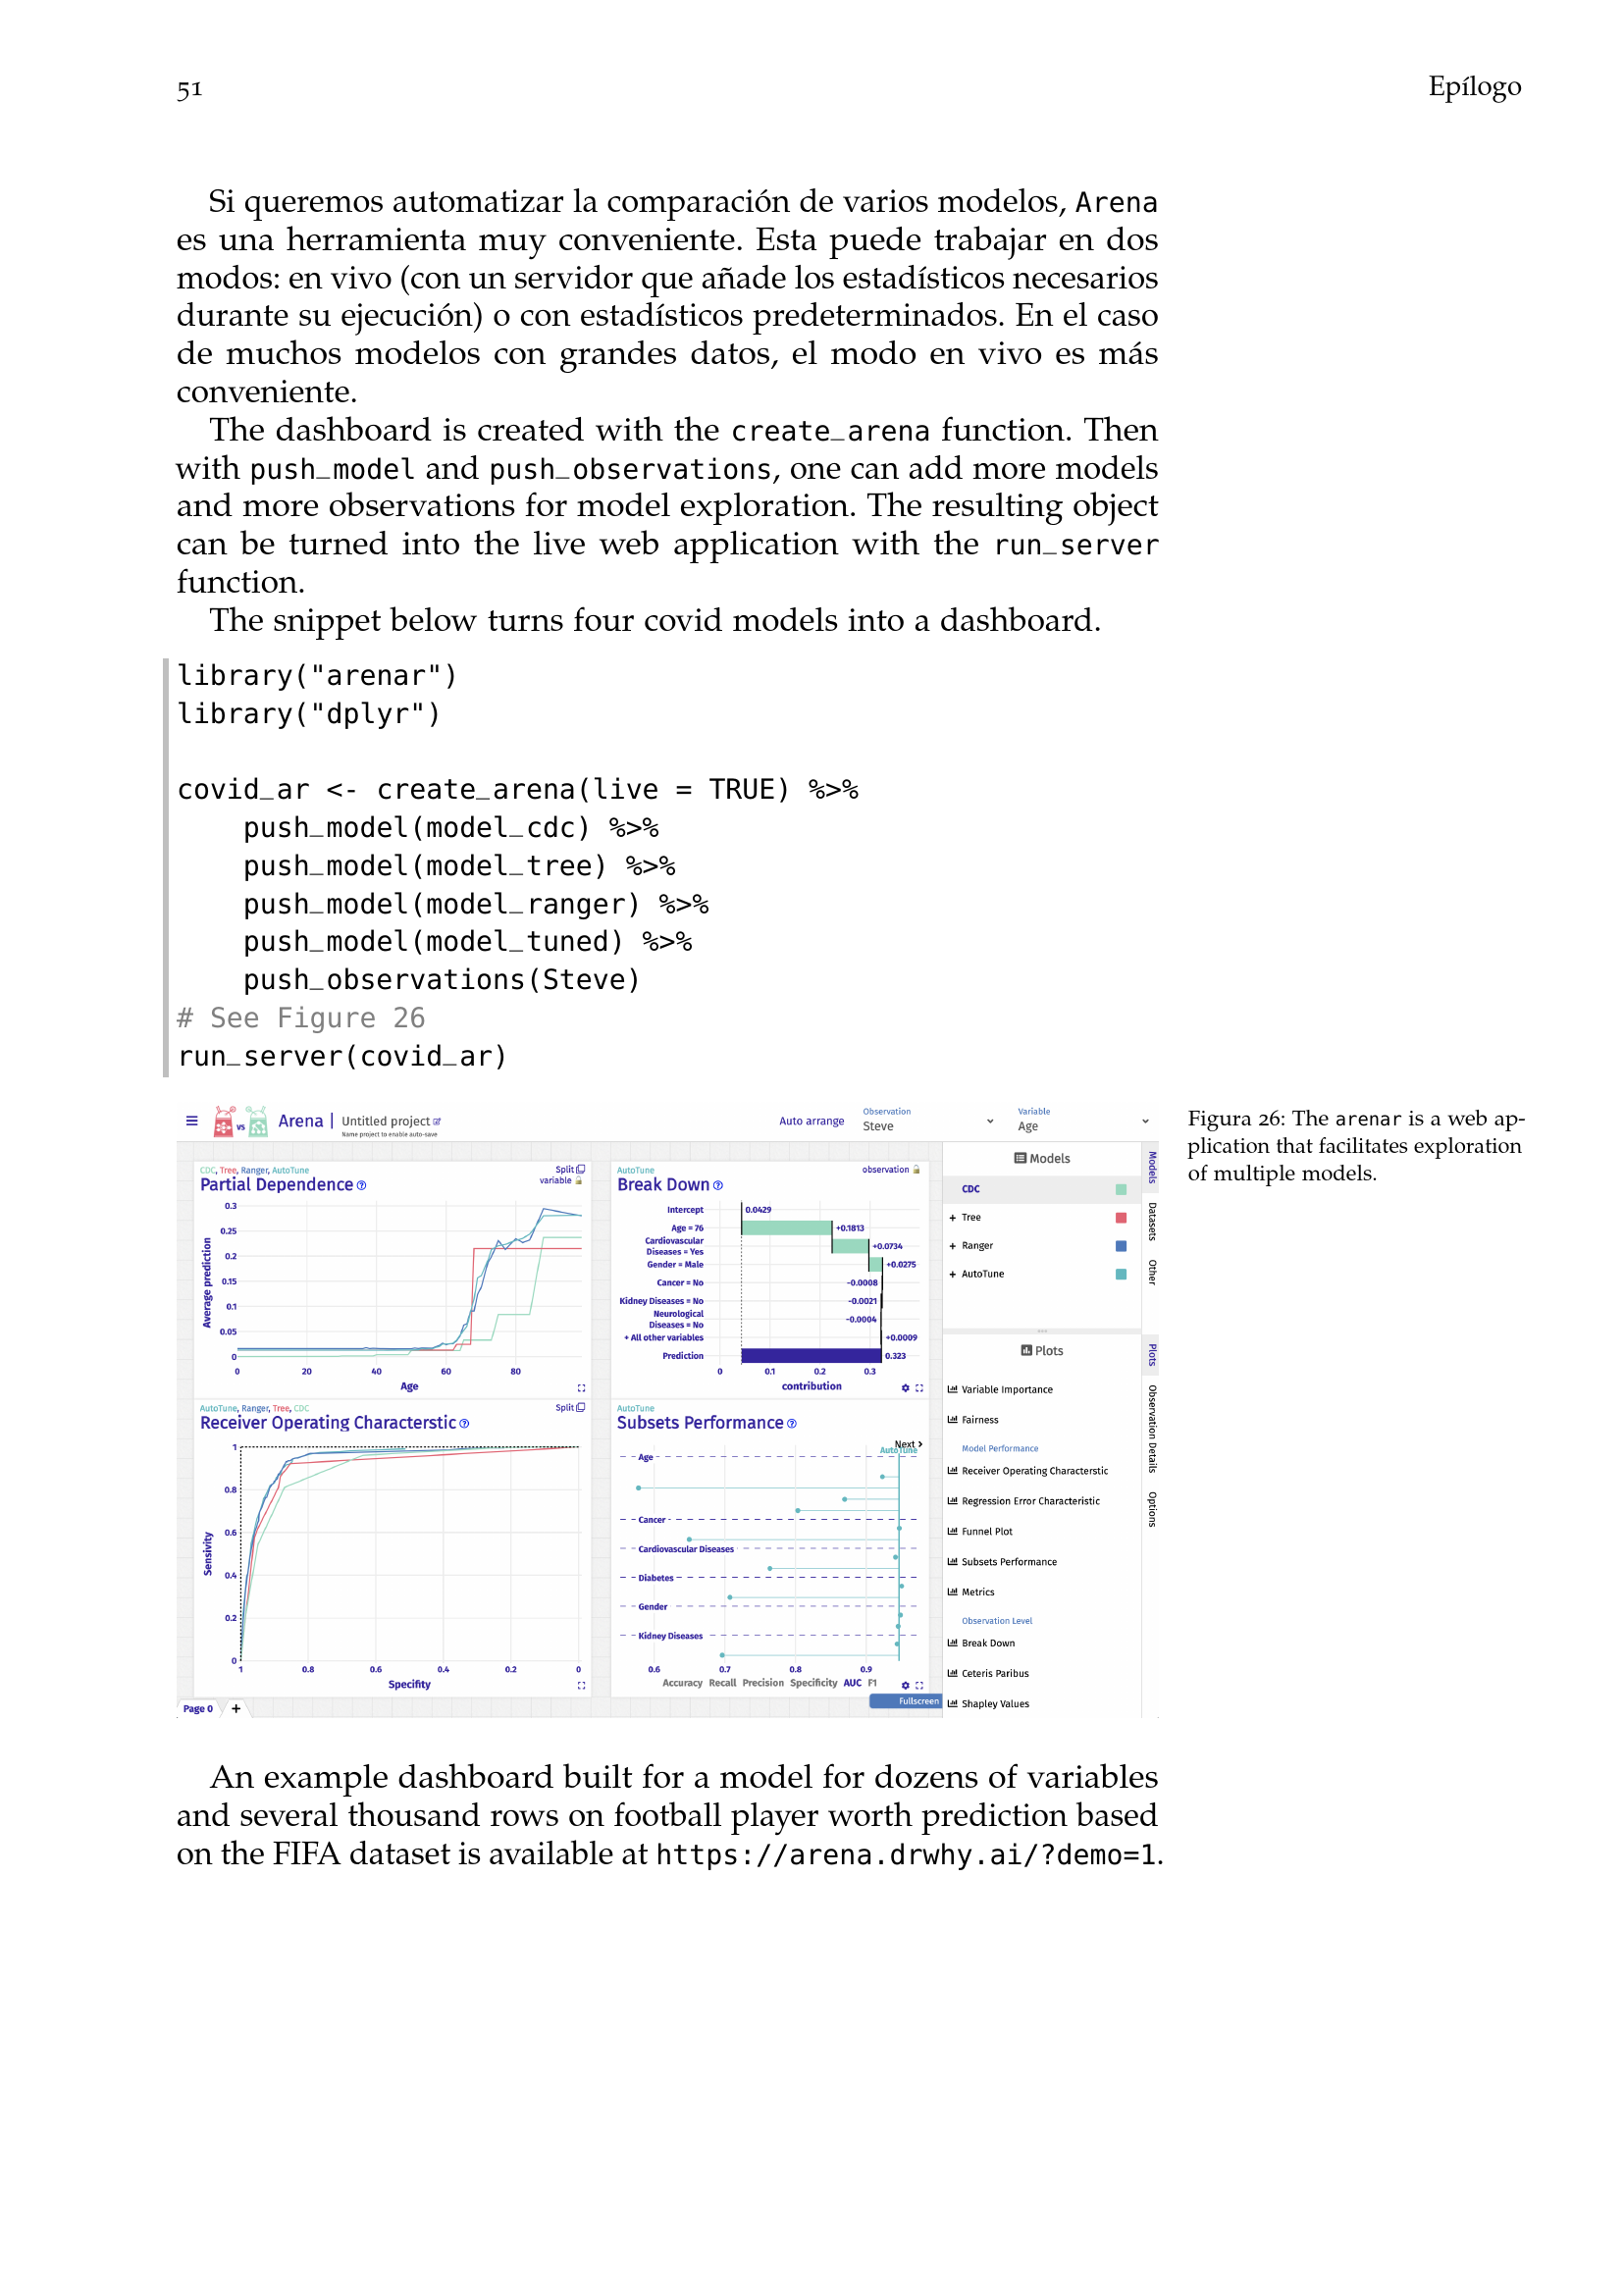 51
Epílogo
Si queremos automatizar la comparación de varios modelos, Arena
es una herramienta muy conveniente. Esta puede trabajar en dos
modos: en vivo (con un servidor que añade los estadísticos necesarios
durante su ejecución) o con estadísticos predeterminados. En el caso
de muchos modelos con grandes datos, el modo en vivo es más
conveniente.
The dashboard is created with the create_arena function. Then
with push_model and push_observations, one can add more models
and more observations for model exploration. The resulting object
can be turned into the live web application with the run_server
function.
The snippet below turns four covid models into a dashboard.
library("arenar")
library("dplyr")
covid_ar <- create_arena(live = TRUE) %>%
push_model(model_cdc) %>%
push_model(model_tree) %>%
push_model(model_ranger) %>%
push_model(model_tuned) %>%
push_observations(Steve)
# See Figure 26
run_server(covid_ar)
vs
Arena | Untitled project
Name project to enable auto-save
Auto arrange
Observation
Steve
Variable
Age
CDC, Tree, Ranger, AutoTune
Split
variable
Partial Dependence
Average prediction
0.3
0.25
0.2
0.15
0.1
0.05
0
0 20 40 60 80
Age
AutoTune
observation
Break Down
Intercept 0.0429
Age = 76 +0.1813
Cardiovascular
Diseases = Yes +0.0734
Gender = Male +0.0275
Cancer = No -0.0008
Kidney Diseases = No -0.0021
Neurological
Diseases = No -0.0004
+ All other variables +0.0009
Prediction 0.323
0 0.1 0.2 0.3
contribution
AutoTune, Ranger, Tree, CDC
Split
Receiver Operating Characterstic
Sensivity
1
0.8
0.6
0.4
0.2
0
1 0.8 0.6 0.4 0.2 0
Specifity
AutoTune
Subsets Performance
Next >
AutoTune
Age
Cancer
Cardiovascular Diseases
Diabetes
Gender
Kidney Diseases
0.6 0.7 0.8 0.9
Accuracy Recall Precision Specificity AUC F1
Fullscreen
Page 0 +
Models
CDC
+ Tree
+ Ranger
+ AutoTune
Plots
Variable Importance
Fairness
Model Performance
Receiver Operating Characterstic
Regression Error Characteristic
Funnel Plot
Subsets Performance
Metrics
Observation Level
Break Down
Ceteris Paribus
Shapley Values
Models
Datasets
Other
Plots
Observation Details
Options
Figura 26: The arenar is a web ap-
plication that facilitates exploration
of multiple models.
An example dashboard built for a model for dozens of variables
and several thousand rows on football player worth prediction based
on the FIFA dataset is available at https://arena.drwhy.ai/?demo=1.